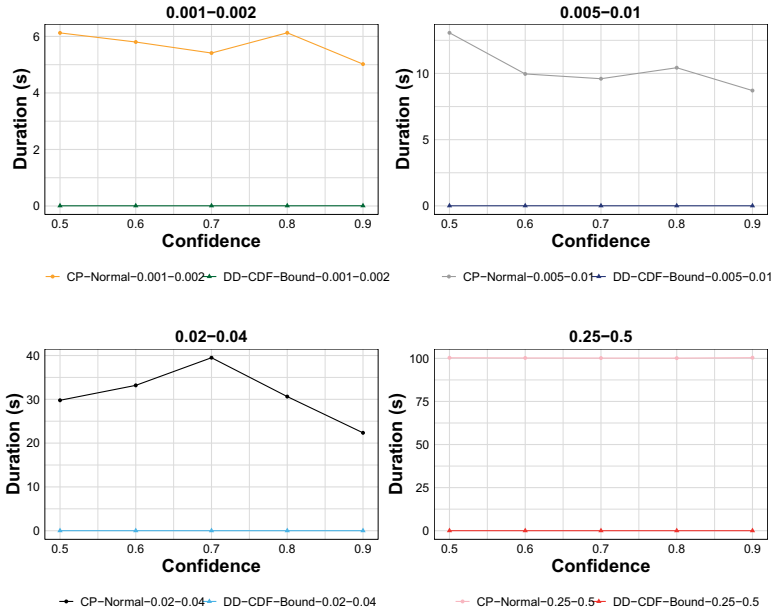 0.001−0.002
Duration (s)
6
4
2
0
0.5 0.6 0.7 0.8 0.9
Confidence
CP−Normal−0.001−0.002 DD−CDF−Bound−0.001−0.002
0.005−0.01
Duration (s)
10
5
0
0.5 0.6 0.7 0.8 0.9
Confidence
CP−Normal−0.005−0.01 DD−CDF−Bound−0.005−0.01
0.02−0.04
Duration (s)
40
30
20
10
0
0.5 0.6 0.7 0.8 0.9
Confidence
CP−Normal−0.02−0.04 DD−CDF−Bound−0.02−0.04
0.25−0.5
Duration (s)
100
75
50
25
0
0.5 0.6 0.7 0.8 0.9
Confidence
CP−Normal−0.25−0.5 DD−CDF−Bound−0.25−0.5